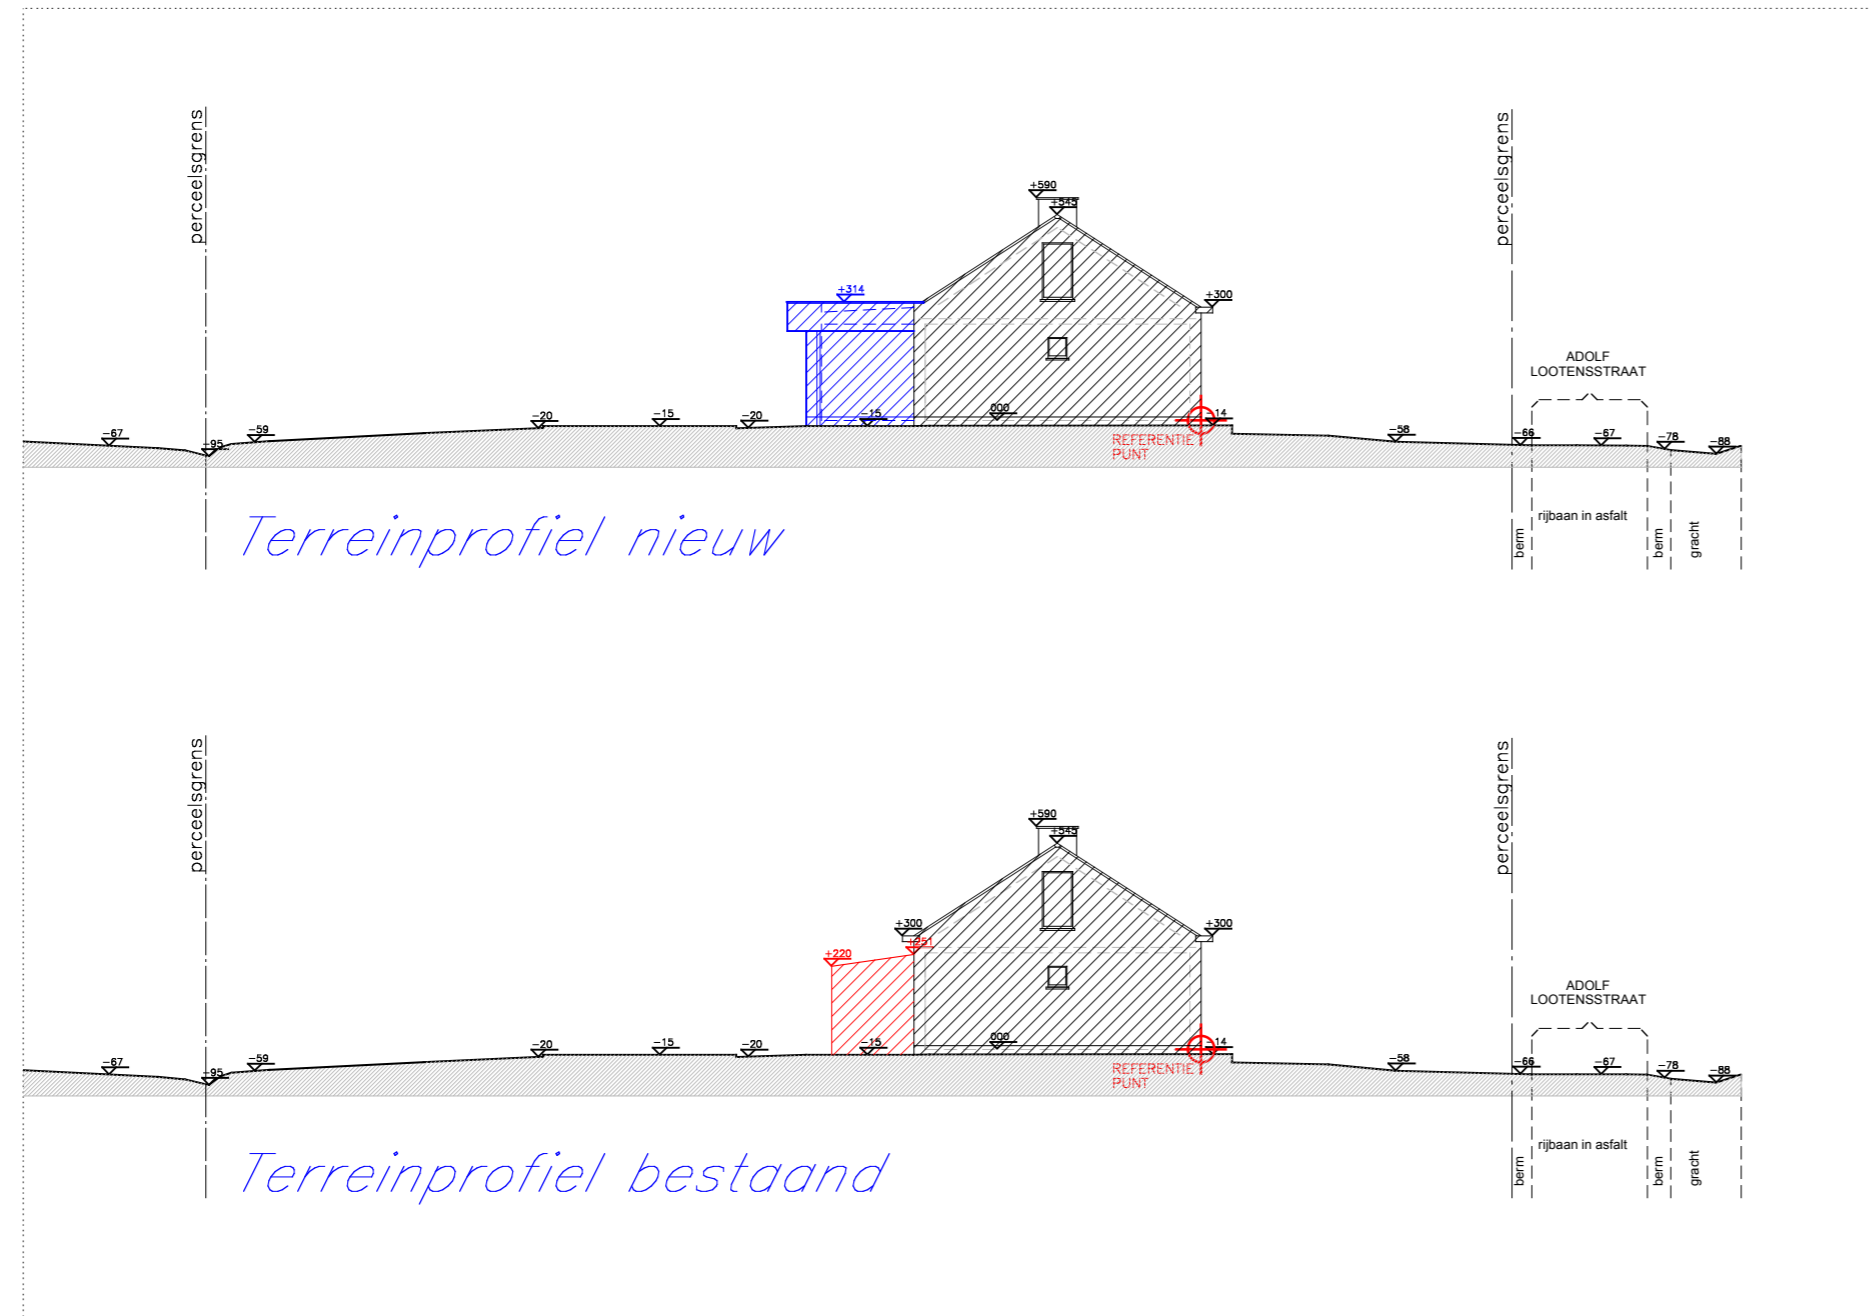 perceelsgrens
perceelsgrens
+590
+545
+314
+300
ADOLF
LOOTENSSTRAAT
-67
-95
-59
-20
-15
-20
-15
000
-14
REFERENTIE
PUNT
-58
-66
-67
-78
-88
berm
rijbaan in asfalt
berm
gracht
Terreinprofiel nieuw
perceelsgrens
perceelsgrens
+590
+545
+300
+251
+220
+300
ADOLF
LOOTENSSTRAAT
-67
-95
-59
-20
-15
-20
-15
000
-14
REFERENTIE
PUNT
-58
-66
-67
-78
-88
berm
rijbaan in asfalt
berm
gracht
Terreinprofiel bestaand